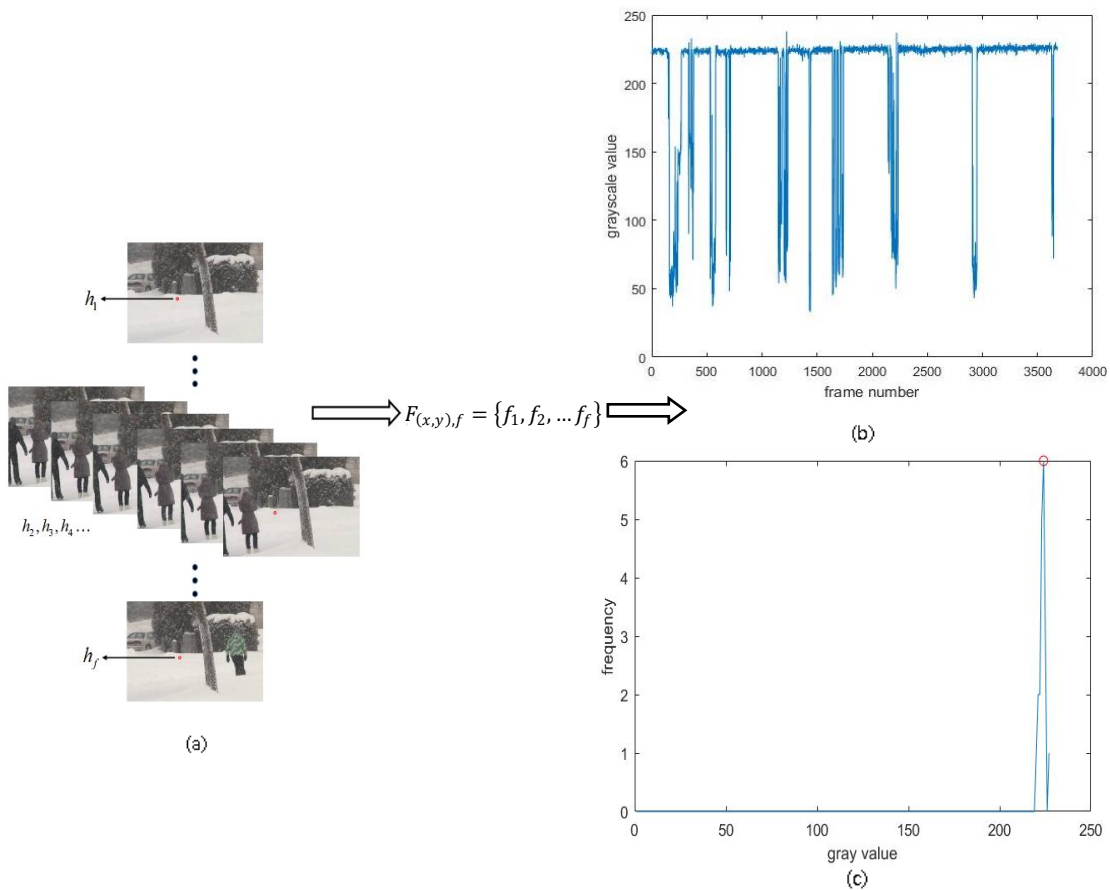 h₁
h₂, h₃, h₄ ...
h_f
(a)
F₍ₓ,ᵧ₎,f = {f₁, f₂, … f_f}
250
200
150
100
50
0
grayscale value
0 500 1000 1500 2000 2500 3000 3500 4000
frame number
(b)
6
5
4
3
2
1
0
frequency
0 50 100 150 200 250
gray value
(c)